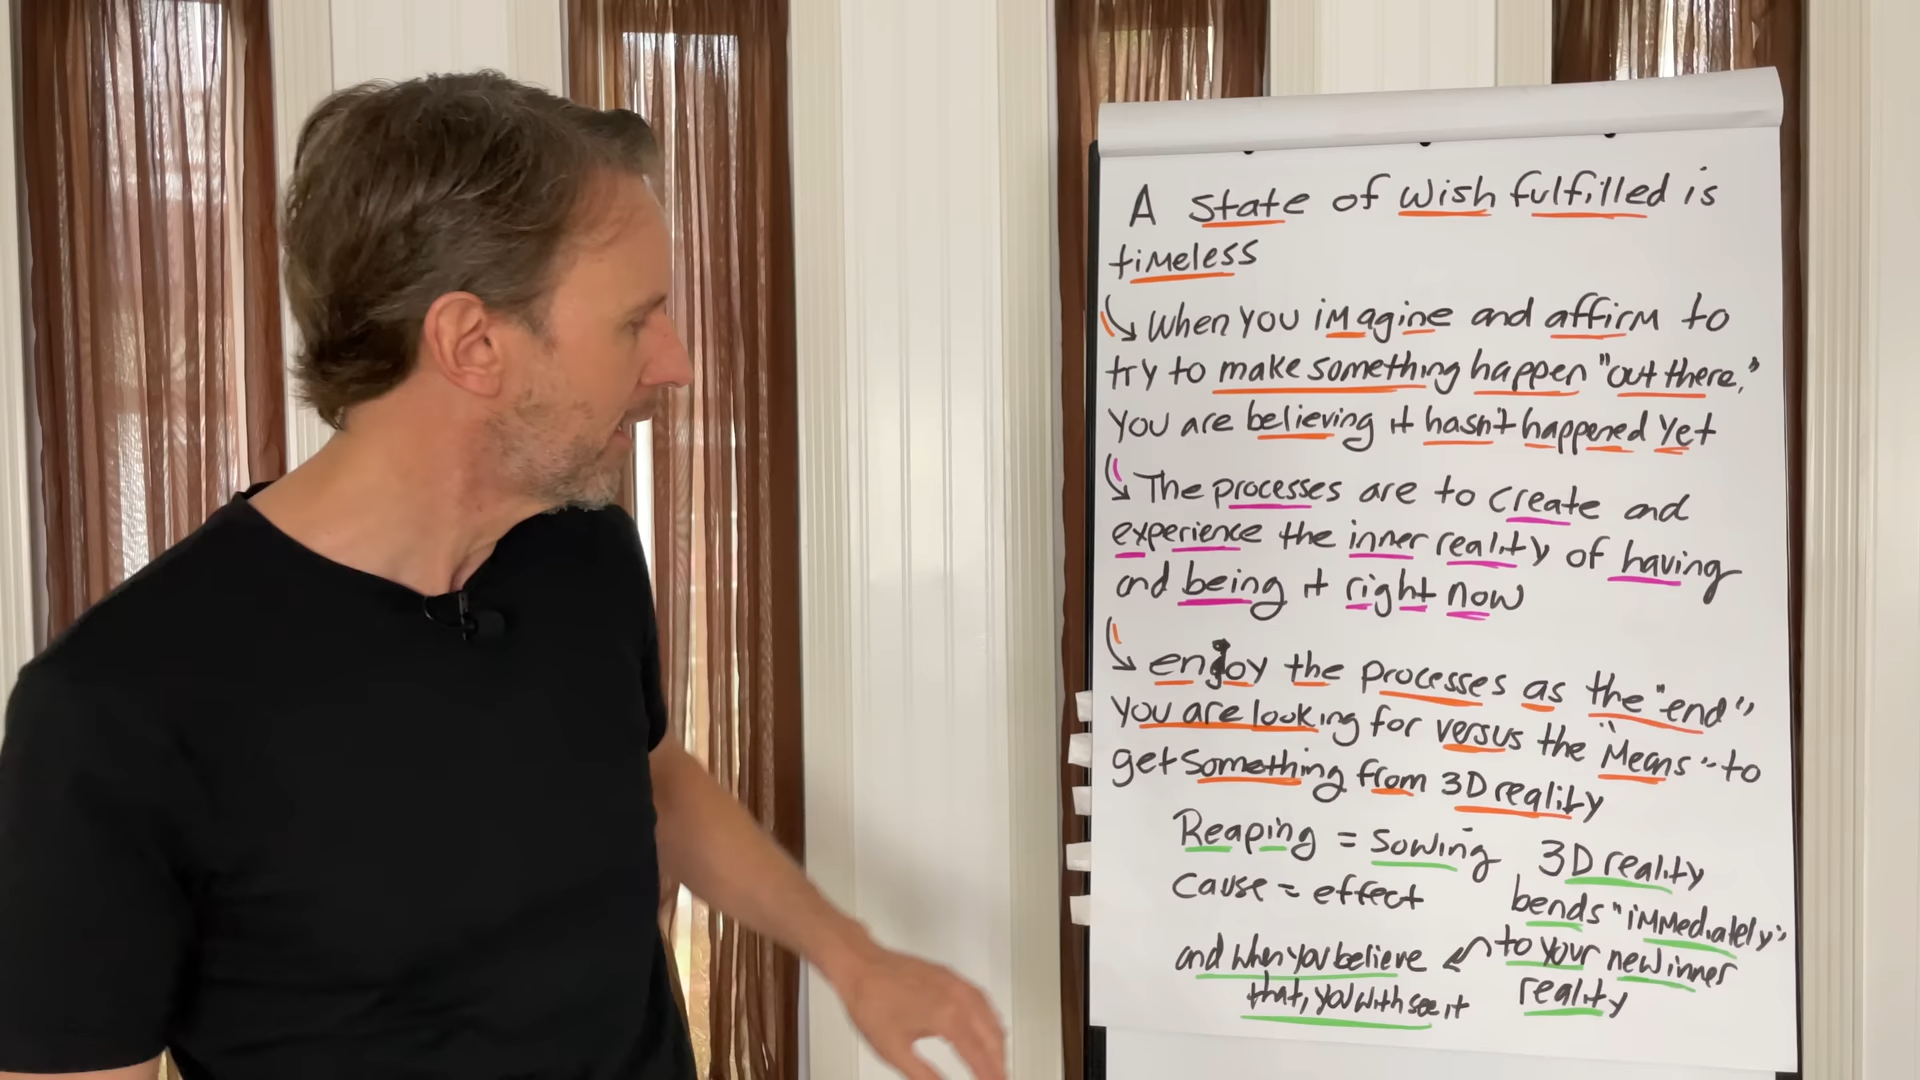 A state of wish fulfilled is
timeless
When you imagine and affirm to
try to make something happen "out there,"
you are believing it hasn't happened yet
The processes are to create and
experience the inner reality of having
and being it right now
enjoy the processes as the "end"
you are looking for versus the "means" to
get something from 3D reality
Reaping = sowing
cause = effect
3D reality
bends "immediately"
to your new inner
reality
and when you believe
that, you with see it